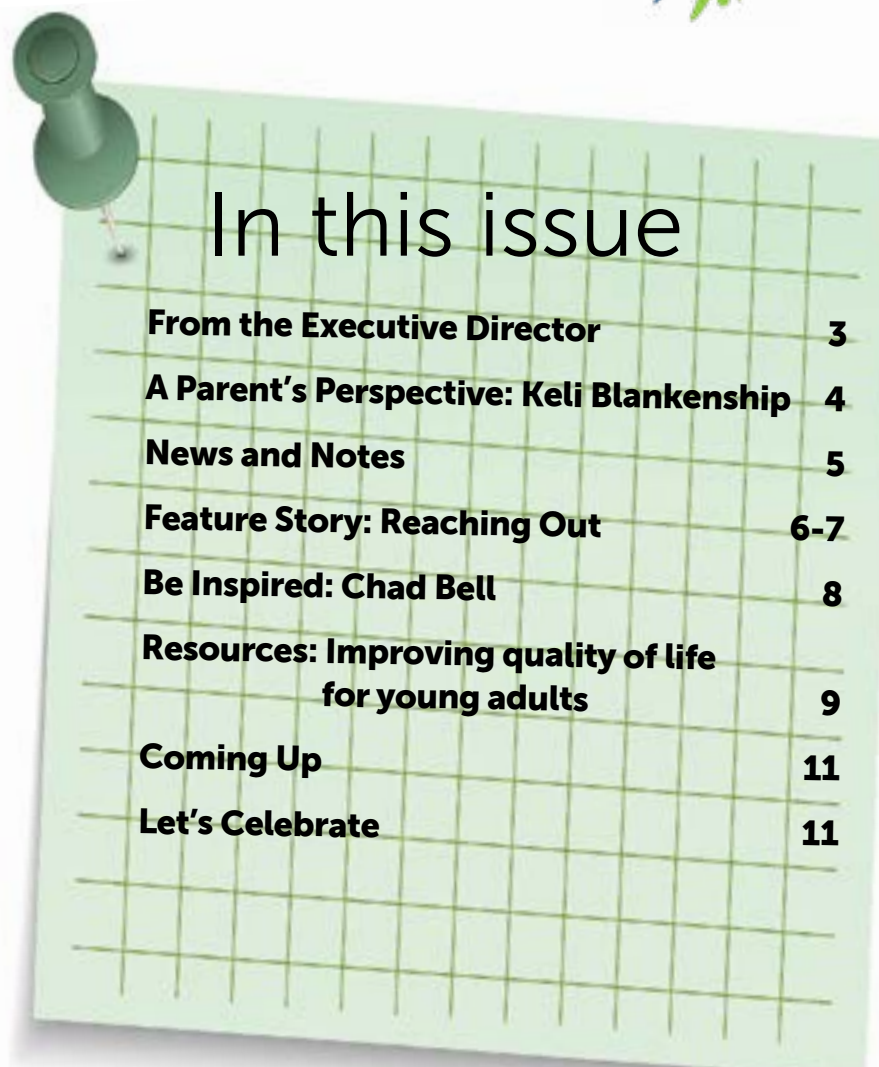 In this issue
From the Executive Director 3
A Parent’s Perspective: Keli Blankenship 4
News and Notes 5
Feature Story: Reaching Out 6-7
Be Inspired: Chad Bell 8
Resources: Improving quality of life
for young adults 9
Coming Up 11
Let’s Celebrate 11